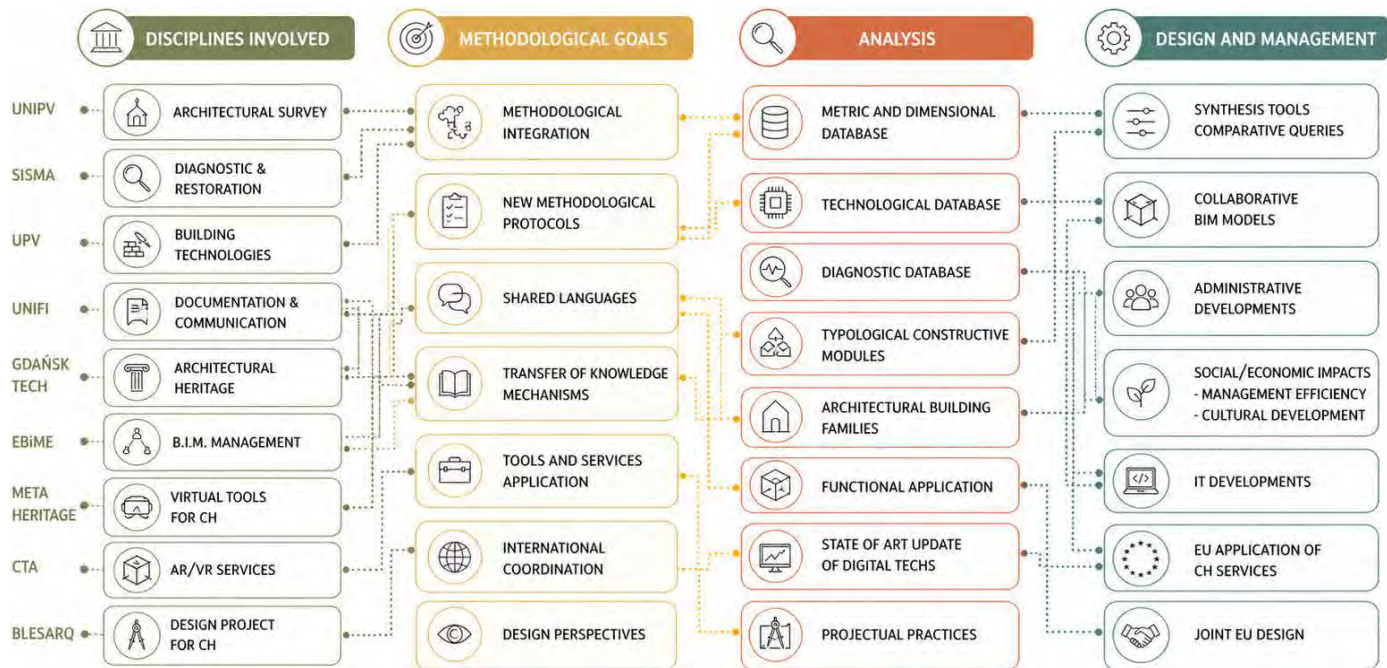 DISCIPLINES INVOLVED
METHODOLOGICAL GOALS
ANALYSIS
DESIGN AND MANAGEMENT
UNIPV
SISMA
UPV
UNIFI
GDAŃSK
TECH
EBiME
META
HERITAGE
CTA
BLESARQ
ARCHITECTURAL SURVEY
DIAGNOSTIC &
RESTORATION
BUILDING
TECHNOLOGIES
DOCUMENTATION &
COMMUNICATION
ARCHITECTURAL
HERITAGE
B.I.M. MANAGEMENT
VIRTUAL TOOLS
FOR CH
AR/VR SERVICES
DESIGN PROJECT
FOR CH
METHODOLOGICAL
INTEGRATION
NEW METHODOLOGICAL
PROTOCOLS
SHARED LANGUAGES
TRANSFER OF KNOWLEDGE
MECHANISMS
TOOLS AND SERVICES
APPLICATION
INTERNATIONAL
COORDINATION
DESIGN PERSPECTIVES
METRIC AND DIMENSIONAL
DATABASE
TECHNOLOGICAL DATABASE
DIAGNOSTIC DATABASE
TYPOLOGICAL CONSTRUCTIVE
MODULES
ARCHITECTURAL BUILDING
FAMILIES
FUNCTIONAL APPLICATION
STATE OF ART UPDATE
OF DIGITAL TECHS
PROJECTUAL PRACTICES
SYNTHESIS TOOLS
COMPARATIVE QUERIES
COLLABORATIVE
BIM MODELS
ADMINISTRATIVE
DEVELOPMENTS
SOCIAL/ECONOMIC IMPACTS
- MANAGEMENT EFFICIENCY
- CULTURAL DEVELOPMENT
IT DEVELOPMENTS
EU APPLICATION OF
CH SERVICES
JOINT EU DESIGN